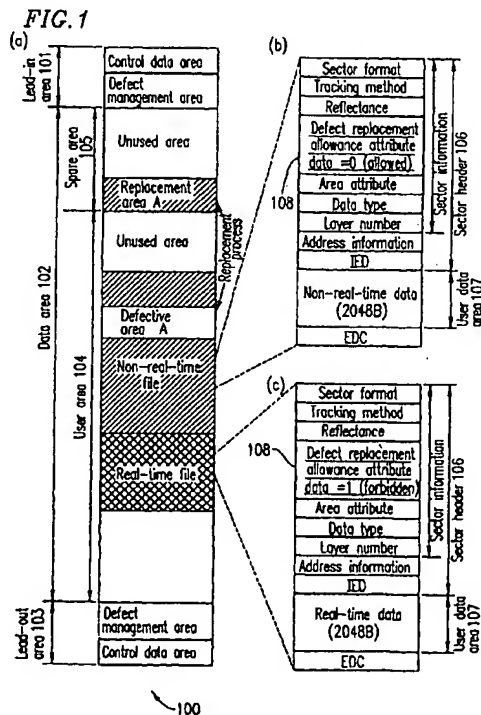 FIG.1
(a)
Lead-in
area 101
Control data area
Defect
management area
Data area 102
Spare area
105
Unused area
Replacement
area A
Replacement
process
User area 104
Unused area
Defective
area A
Non-real-time
file
Real-time file
Lead-out
area 103
Defect
management area
Control data area
100
(b)
Sector format
Tracking method
Reflectance
Defect replacement
allowance attribute
data =0 (allowed)
108
Area attribute
Data type
Layer number
Address information
IED
Non-real-time data
(2048B)
EDC
Sector information
Sector header 106
User data
area 107
(c)
Sector format
Tracking method
Reflectance
108
Defect replacement
allowance attribute
data =1 (forbidden)
Area attribute
Data type
Layer number
Address information
IED
Real-time data
(2048B)
EDC
Sector information
Sector header 106
User data
area 107